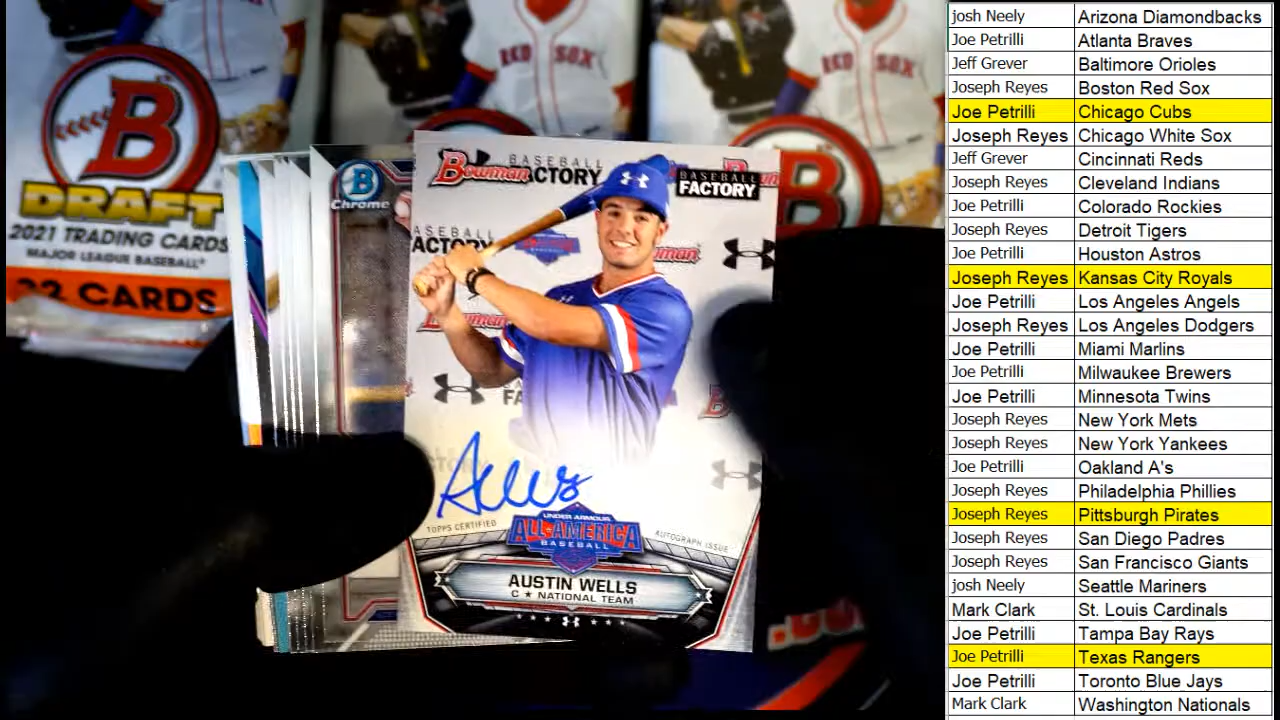 RED SOX
RED SOX
B
DRAFT
2021 TRADING CARDS
MAJOR LEAGUE BASEBALL
32 CARDS
B
Chrome
Bowman
BASEBALL
FACTORY
BASEBALL
FACTORY
BASEBALL
FACTORY
TOPPS CERTIFIED
AUTOGRAPH ISSUE
UNDER ARMOUR
ALL-AMERICA
BASEBALL
AUSTIN WELLS
C ★ NATIONAL TEAM
josh Neely Arizona Diamondbacks
Joe Petrilli Atlanta Braves
Jeff Grever Baltimore Orioles
Joseph Reyes Boston Red Sox
Joe Petrilli Chicago Cubs
Joseph Reyes Chicago White Sox
Jeff Grever Cincinnati Reds
Joseph Reyes Cleveland Indians
Joe Petrilli Colorado Rockies
Joseph Reyes Detroit Tigers
Joe Petrilli Houston Astros
Joseph Reyes Kansas City Royals
Joe Petrilli Los Angeles Angels
Joseph Reyes Los Angeles Dodgers
Joe Petrilli Miami Marlins
Joe Petrilli Milwaukee Brewers
Joe Petrilli Minnesota Twins
Joseph Reyes New York Mets
Joseph Reyes New York Yankees
Joe Petrilli Oakland A's
Joseph Reyes Philadelphia Phillies
Joseph Reyes Pittsburgh Pirates
Joseph Reyes San Diego Padres
Joseph Reyes San Francisco Giants
josh Neely Seattle Mariners
Mark Clark St. Louis Cardinals
Joe Petrilli Tampa Bay Rays
Joe Petrilli Texas Rangers
Joe Petrilli Toronto Blue Jays
Mark Clark Washington Nationals